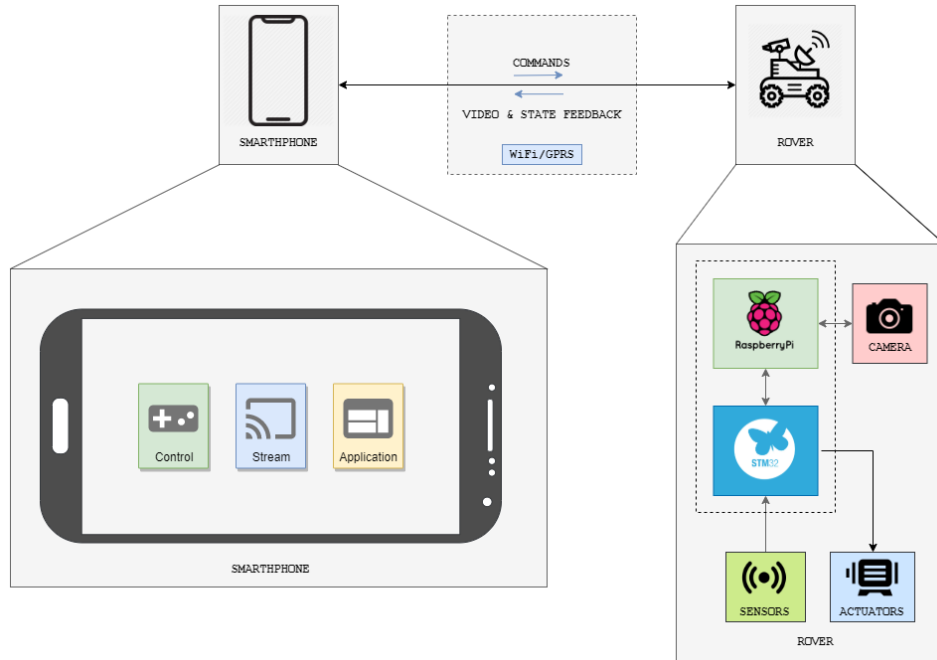 COMMANDS
VIDEO & STATE FEEDBACK
WiFi/GPRS
SMARTHPHONE
ROVER
RaspberryPi
CAMERA
Control
Stream
Application
STM32
SMARTHPHONE
SENSORS
ACTUATORS
ROVER